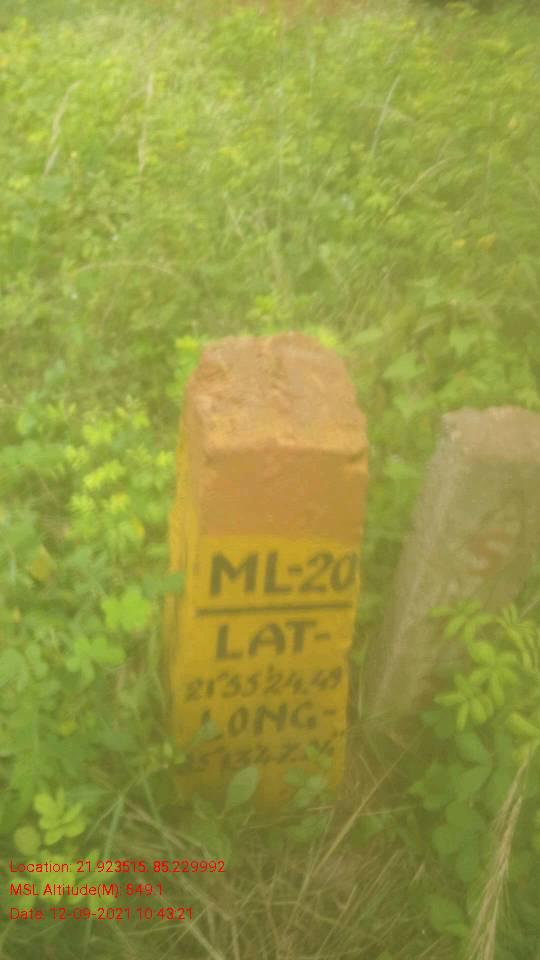 ML-20
LAT-
21°55'24.49
LONG-
Location: 21.923515, 85.229992
MSL Altitude(M): 549.1
Date: 12-09-2021 10:43:21